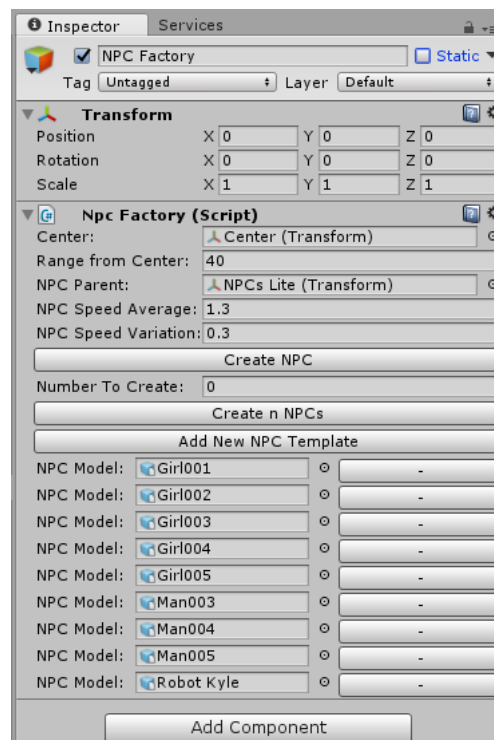 Inspector Services
NPC Factory Static
Tag Untagged Layer Default
Transform
Position X 0 Y 0 Z 0
Rotation X 0 Y 0 Z 0
Scale X 1 Y 1 Z 1
Npc Factory (Script)
Center: Center (Transform)
Range from Center: 40
NPC Parent: NPCs Lite (Transform)
NPC Speed Average: 1.3
NPC Speed Variation: 0.3
Create NPC
Number To Create: 0
Create n NPCs
Add New NPC Template
NPC Model: Girl001 -
NPC Model: Girl002 -
NPC Model: Girl003 -
NPC Model: Girl004 -
NPC Model: Girl005 -
NPC Model: Man003 -
NPC Model: Man004 -
NPC Model: Man005 -
NPC Model: Robot Kyle -
Add Component